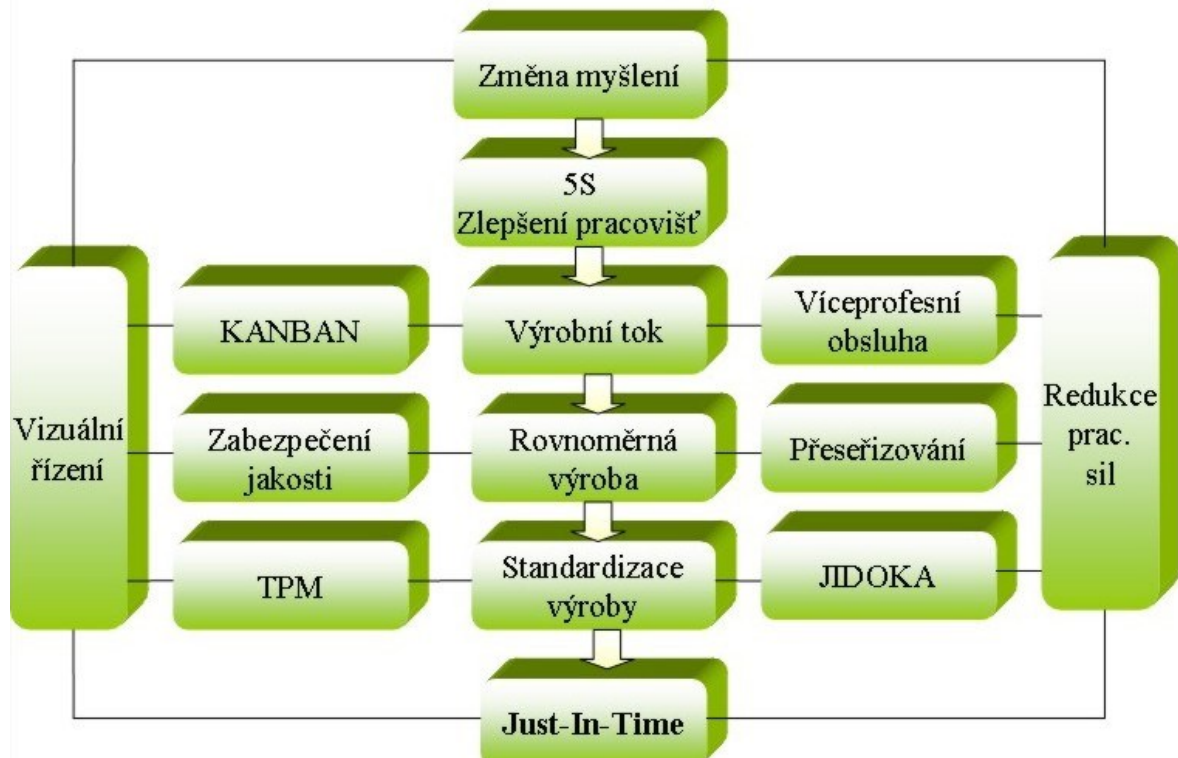 Změna myšlení
5S
Zlepšení pracovišť
KANBAN
Výrobní tok
Víceprofesní
obsluha
Vizuální
řízení
Zabezpečení
jakosti
Rovnoměrná
výroba
Přeseřizování
Redukce
prac.
sil
TPM
Standardizace
výroby
JIDOKA
Just-In-Time